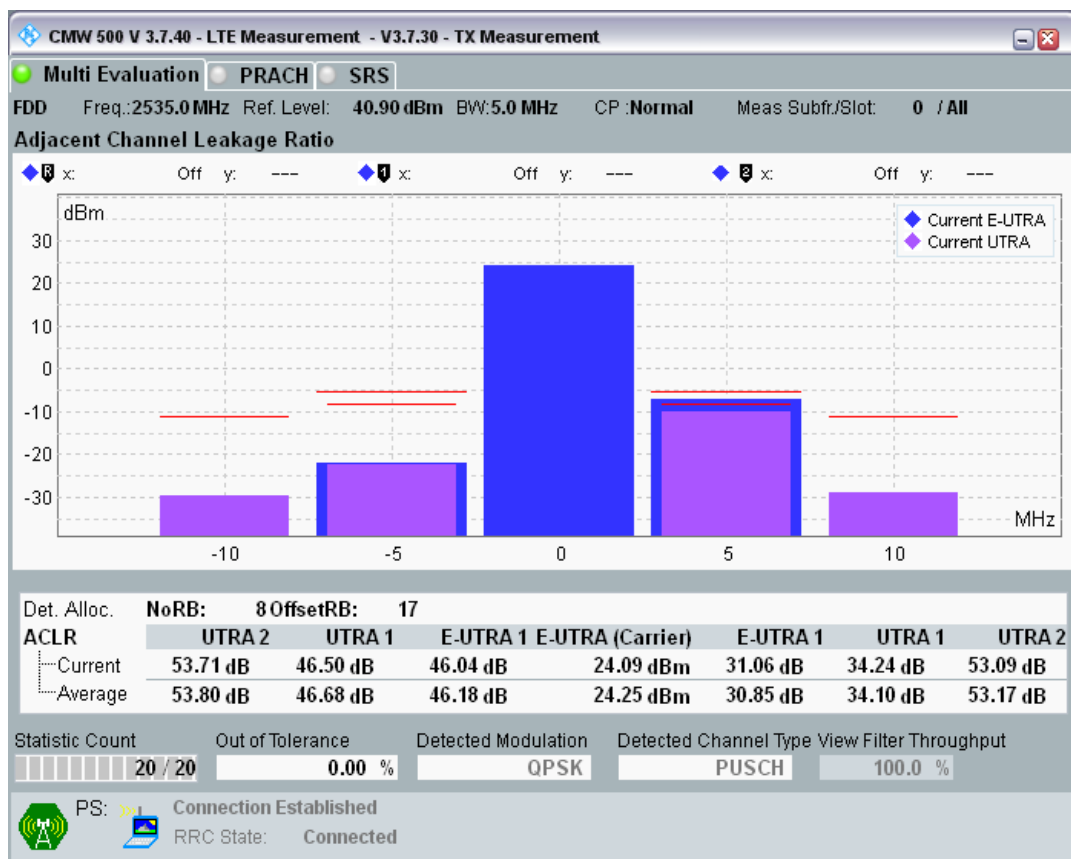 CMW 500 V 3.7.40 - LTE Measurement - V3.7.30 - TX Measurement
Multi Evaluation PRACH SRS
FDD Freq.:2535.0 MHz Ref. Level: 40.90 dBm BW:5.0 MHz CP :Normal Meas Subfr./Slot: 0 / All
Adjacent Channel Leakage Ratio
R x: Off y: --- 1 x: Off y: --- 2 x: Off y: ---
dBm
Current E-UTRA
Current UTRA
30
20
10
0
-10
-20
-30
MHz
-10 -5 0 5 10
Det. Alloc. NoRB: 8 OffsetRB: 17
ACLR UTRA 2 UTRA 1 E-UTRA 1 E-UTRA (Carrier) E-UTRA 1 UTRA 1 UTRA 2
Current 53.71 dB 46.50 dB 46.04 dB 24.09 dBm 31.06 dB 34.24 dB 53.09 dB
Average 53.80 dB 46.68 dB 46.18 dB 24.25 dBm 30.85 dB 34.10 dB 53.17 dB
Statistic Count Out of Tolerance Detected Modulation Detected Channel Type View Filter Throughput
20 / 20 0.00 % QPSK PUSCH 100.0 %
PS: Connection Established
RRC State: Connected